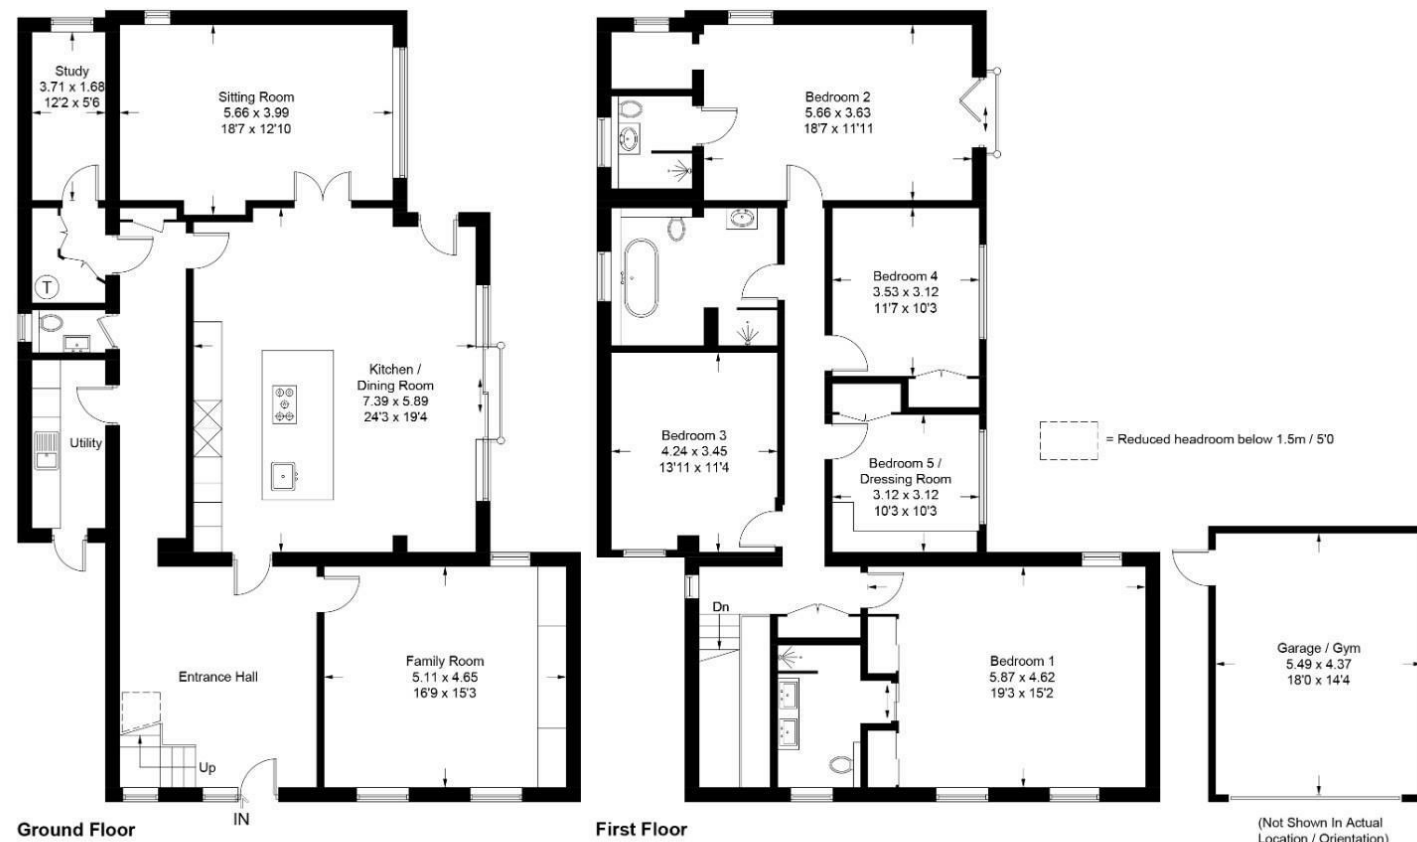 Study
3.71 x 1.68
12'2 x 5'6
Sitting Room
5.66 x 3.99
18'7 x 12'10
T
Utility
Kitchen /
Dining Room
7.39 x 5.89
24'3 x 19'4
Entrance Hall
Family Room
5.11 x 4.65
16'9 x 15'3
Up
IN
Ground Floor
Bedroom 2
5.66 x 3.63
18'7 x 11'11
Bedroom 4
3.53 x 3.12
11'7 x 10'3
Bedroom 3
4.24 x 3.45
13'11 x 11'4
Bedroom 5 /
Dressing Room
3.12 x 3.12
10'3 x 10'3
Dn
Bedroom 1
5.87 x 4.62
19'3 x 15'2
First Floor
= Reduced headroom below 1.5m / 5'0
Garage / Gym
5.49 x 4.37
18'0 x 14'4
(Not Shown In Actual
Location / Orientation)